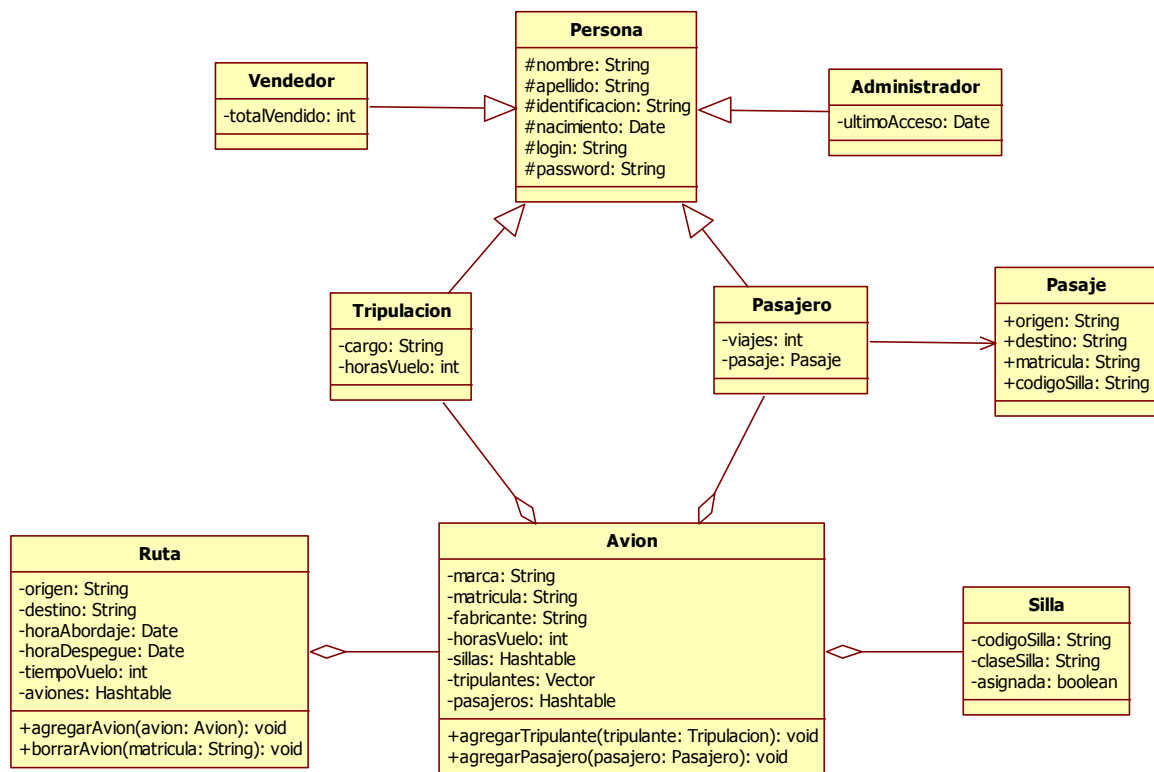 Persona
#nombre: String
#apellido: String
#identificacion: String
#nacimiento: Date
#login: String
#password: String
Vendedor
-totalVendido: int
Administrador
-ultimoAcceso: Date
Tripulacion
-cargo: String
-horasVuelo: int
Pasajero
-viajes: int
-pasaje: Pasaje
Pasaje
+origen: String
+destino: String
+matricula: String
+codigoSilla: String
Ruta
-origen: String
-destino: String
-horaAbordaje: Date
-horaDespegue: Date
-tiempoVuelo: int
-aviones: Hashtable
+agregarAvion(avion: Avion): void
+borrarAvion(matricula: String): void
Avion
-marca: String
-matricula: String
-fabricante: String
-horasVuelo: int
-sillas: Hashtable
-tripulantes: Vector
-pasajeros: Hashtable
+agregarTripulante(tripulante: Tripulacion): void
+agregarPasajero(pasajero: Pasajero): void
Silla
-codigoSilla: String
-claseSilla: String
-asignada: boolean